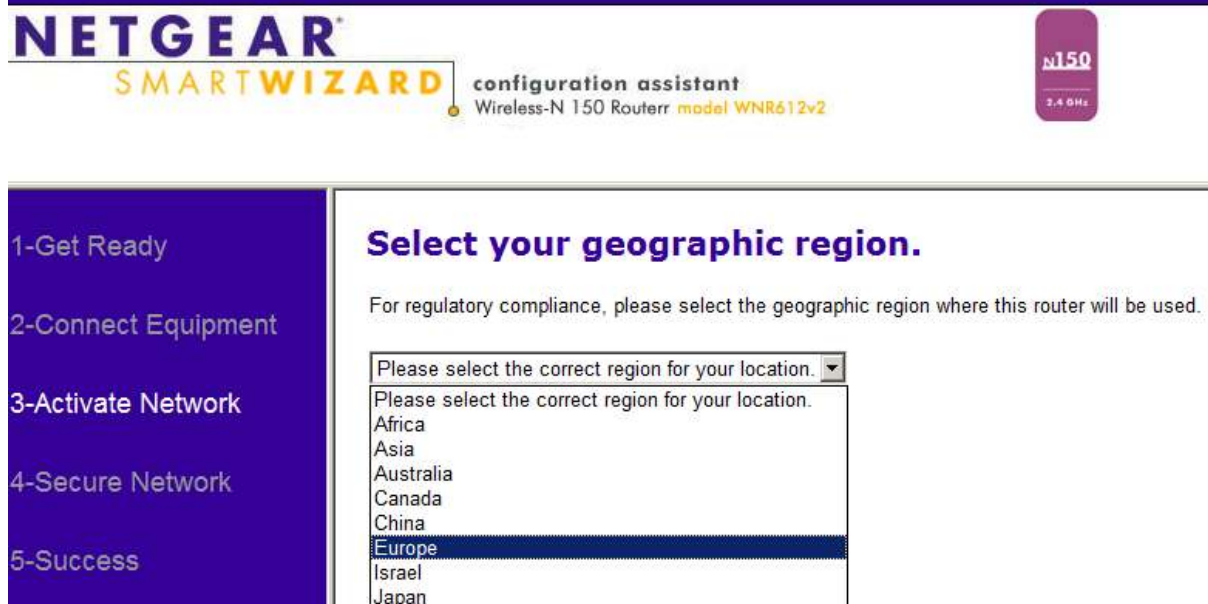 NETGEAR
SMARTWIZARD
configuration assistant
Wireless-N 150 Routerr model WNR612v2
N150
2.4 GHz
1-Get Ready
2-Connect Equipment
3-Activate Network
4-Secure Network
5-Success
Select your geographic region.
For regulatory compliance, please select the geographic region where this router will be used.
Please select the correct region for your location.
Please select the correct region for your location.
Africa
Asia
Australia
Canada
China
Europe
Israel
Japan